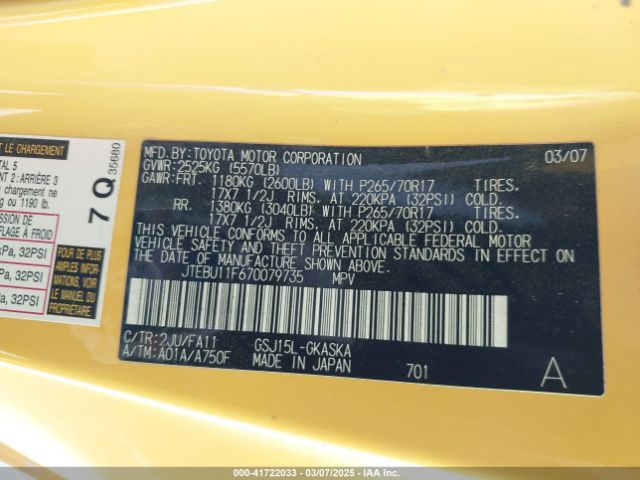 LE CHARGEMENT
TAL 5
ENT 2 : ARRIÈRE 3
chargement ne
g ou 1190 lb.
SSION DE
FLAGE À FROID
kPa, 32PSI
Pa, 32PSI
a, 32PSI
7 Q 35680
POUR DE PLUS
AMPLES INFOR-
MATIONS, VOIR
LE MANUEL DU
PROPRIÉTAIRE.
MFD.BY:TOYOTA MOTOR CORPORATION 03/07
GVWR:2525KG (5570LB)
GAWR:FRT. 1180KG (2600LB) WITH P265/70R17 TIRES.
17X7 1/2J RIMS, AT 220KPA (32PSI) COLD.
RR. 1380KG (3040LB) WITH P265/70R17 TIRES.
17X7 1/2J RIMS, AT 220KPA (32PSI) COLD.
THIS VEHICLE CONFORMS TO ALL APPLICABLE FEDERAL MOTOR
VEHICLE SAFETY AND THEFT PREVENTION STANDARDS IN EFFECT ON
THE DATE OF MANUFACTURE SHOWN ABOVE.
JTEBU11F670079735 MPV
C/TR:2JU/FA11 GSJ15L-GKASKA
A/TM:A01A/A750F MADE IN JAPAN 701 A
000-41722033 — 03/07/2025 — IAA Inc.